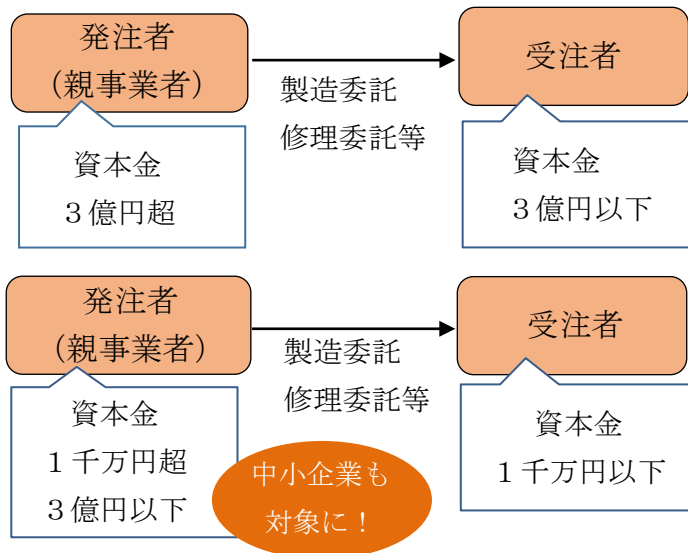 発注者
（親事業者）
製造委託
修理委託等
受注者
資本金
３億円超
資本金
３億円以下
発注者
（親事業者）
製造委託
修理委託等
受注者
資本金
１千万円超
３億円以下
中小企業も
対象に！
資本金
１千万円以下